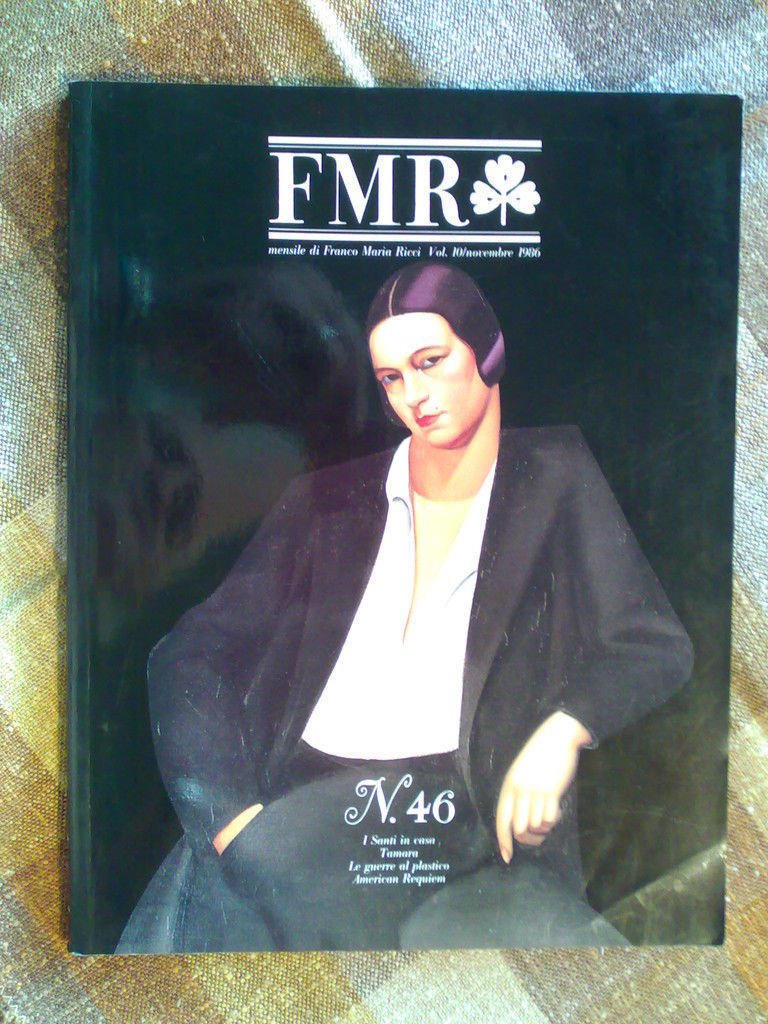 FMR
mensile di Franco Maria Ricci Vol. 10/novembre 1986
N. 46
I Santi in casa
Tamara
Le guerre al plastico
American Requiem